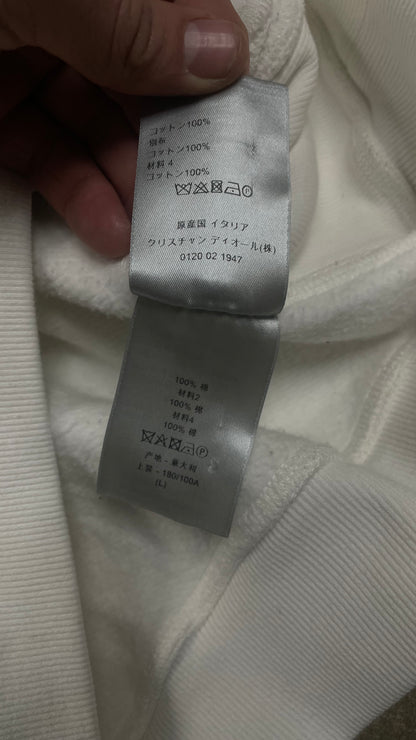 コットン100%
別布
コットン100%
材料 4
コットン100%
原産国 イタリア
クリスチャン ディオール(株)
0120 02 1947
100% 棉
材料2
100% 棉
材料4
100% 棉
产地 - 意大利
上装 - 180/100A
(L)